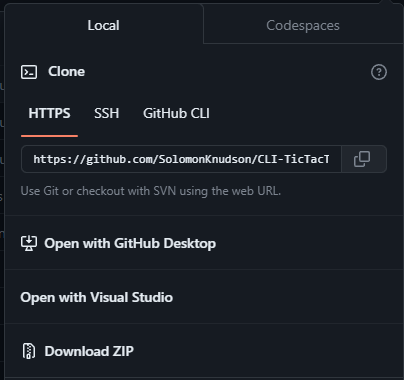 Local
Codespaces
Clone
HTTPS
SSH
GitHub CLI
https://github.com/SolomonKnudson/CLI-TicTacT
Use Git or checkout with SVN using the web URL.
Open with GitHub Desktop
Open with Visual Studio
Download ZIP